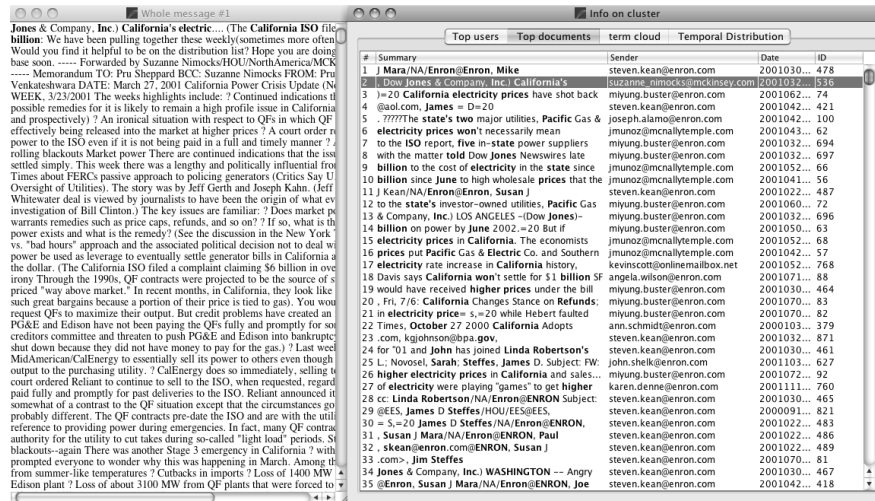 Whole message #1
Jones & Company, Inc.) California's electric.... (The California ISO file
billion: We have been pulling together these weekly(sometimes more often
Would you find it helpful to be on the distribution list? Hope you are doing
base soon. ----- Forwarded by Suzanne Nimocks/HOU/NorthAmerica/MCK
----- Memorandum TO: Pru Sheppard BCC: Suzanne Nimocks FROM: Pru
Venkateshwara DATE: March 27, 2001 California Power Crisis Update (No
WEEK, 3/23/2001 The weeks highlights include: ? Continued indications th
possible remedies for it is likely to remain a high profile issue in California
and prospectively) ? An ironical situation with respect to QFs in which QF
effectively being released into the market at higher prices ? A court order re
power to the ISO even if it is not being paid in a full and timely manner ? A
rolling blackouts Market power There are continued indications that the issu
settled simply. This week there was a lengthy and politically influential fron
Times about FERCs passive approach to policing generators (Critics Say U
Oversight of Utilities). The story was by Jeff Gerth and Joseph Kahn. (Jeff
Whitewater deal is viewed by journalists to have been the origin of what ev
investigation of Bill Clinton.) The key issues are familiar: ? Does market po
warrants remedies such as price caps, refunds, and so on? ? If so, what is th
power exists and what is the remedy? (See the discussion in the New York T
vs. "bad hours" approach and the associated political decision not to deal wi
power be used as leverage to eventually settle generator bills in California a
the dollar. (The California ISO filed a complaint claiming $6 billion in ove
irony Through the 1990s, QF contracts were projected to be the source of s
priced "way above market." In recent months, in California, they look like
such great bargains because a portion of their price is tied to gas). You wou
request QFs to maximize their output. But credit problems have created an
PG&E and Edison have not been paying the QFs fully and promptly for so
creditors committee and threaten to push PG&E and Edison into bankruptc
shut down because they did not have money to pay for the gas.) ? Last weel
MidAmerican/CalEnergy to essentially sell its power to others even though
output to the purchasing utility. ? CalEnergy does so immediately, selling t
court ordered Reliant to continue to sell to the ISO, when requested, regard
paid fully and promptly for past deliveries to the ISO. Reliant announced it
somewhat of a contrast to the QF situation except that the circumstances go
probably different. The QF contracts pre-date the ISO and are with the utili
reference to providing power during emergencies. In fact, many QF contrac
authority for the utility to cut takes during so-called "light load" periods. St
blackouts--again There was another Stage 3 emergency in California ? with
prompted everyone to wonder why this was happening in March. Among th
from summer-like temperatures ? Cutbacks in imports ? Loss of 1400 MW
Edison plant ? Loss of about 3100 MW from QF plants that were forced to
Info on cluster
Top users Top documents term cloud Temporal Distribution
# Summary Sender Date ID
1 J Mara/NA/Enron@Enron, Mike steven.kean@enron.com 2001030... 478
2 , Dow Jones & Company, Inc.) California's suzanne_nimocks@mckinsey.com 2001032... 536
3 )=20 California electricity prices have shot back miyung.buster@enron.com 2001062... 74
4 @aol.com, James = D=20 steven.kean@enron.com 2001042... 421
5 . ?????The state's two major utilities, Pacific Gas & joseph.alamo@enron.com 2001042... 100
6 electricity prices won't necessarily mean jmunoz@mcnallytemple.com 2001043... 62
7 to the ISO report, five in-state power suppliers miyung.buster@enron.com 2001032... 694
8 with the matter told Dow Jones Newswires late miyung.buster@enron.com 2001032... 697
9 billion to the cost of electricity in the state since jmunoz@mcnallytemple.com 2001052... 66
10 billion since June to high wholesale prices that the jmunoz@mcnallytemple.com 2001041... 56
11 J Kean/NA/Enron@Enron, Susan J steven.kean@enron.com 2001022... 487
12 to the state's investor-owned utilities, Pacific Gas miyung.buster@enron.com 2001060... 72
13 & Company, Inc.) LOS ANGELES -(Dow Jones)- miyung.buster@enron.com 2001032... 696
14 billion on power by June 2002.=20 But if miyung.buster@enron.com 2001050... 63
15 electricity prices in California. The economists jmunoz@mcnallytemple.com 2001052... 68
16 prices put Pacific Gas & Electric Co. and Southern jmunoz@mcnallytemple.com 2001042... 57
17 electricity rate increase in California history, kevinscott@onlinemailbox.net 2001052... 768
18 Davis says California won't settle for $ 1 billion SF angela.wilson@enron.com 2001071... 88
19 would have received higher prices under the bill miyung.buster@enron.com 2001030... 464
20 , Fri, 7/6: California Changes Stance on Refunds; miyung.buster@enron.com 2001070... 83
21 in electricity price= s,=20 while Hebert faulted miyung.buster@enron.com 2001070... 82
22 Times, October 27 2000 California Adopts ann.schmidt@enron.com 2000103... 379
23 .com, kgjohnson@bpa.gov, steven.kean@enron.com 2001032... 871
24 for "01 and John has joined Linda Robertson's steven.kean@enron.com 2001030... 461
25 L.; Novosel, Sarah; Steffes, James D. Subject: FW: john.shelk@enron.com 2001103... 627
26 higher electricity prices in California and sales... miyung.buster@enron.com 2001072... 92
27 of electricity were playing "games" to get higher karen.denne@enron.com 2001111... 760
28 cc: Linda Robertson/NA/Enron@ENRON Subject: steven.kean@enron.com 2001030... 465
29 @EES, James D Steffes/HOU/EES@EES, steven.kean@enron.com 2000091... 821
30 = S,=20 James D Steffes/NA/Enron@ENRON, steven.kean@enron.com 2001022... 483
31 , Susan J Mara/NA/Enron@ENRON, Paul steven.kean@enron.com 2001022... 486
32 , skean@enron.com@ENRON, Susan J steven.kean@enron.com 2001022... 489
33 .com>, Jim Steffes steven.kean@enron.com 2001070... 81
34 Jones & Company, Inc.) WASHINGTON -- Angry steven.kean@enron.com 2001030... 467
35 @Enron, Susan J Mara/NA/Enron@ENRON, Joe steven.kean@enron.com 2001042... 418